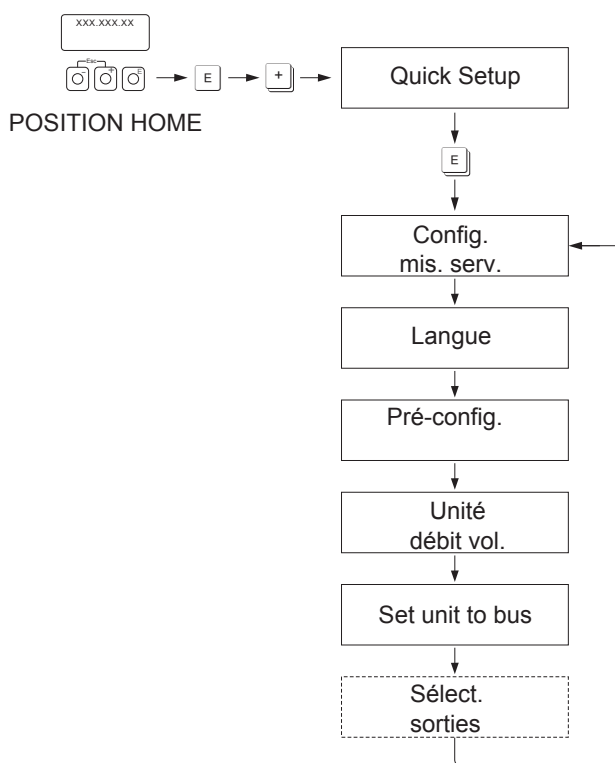 XXX.XXX.XX
Esc
- + E
E
+
Quick Setup
POSITION HOME
E
Config.
mis. serv.
Langue
Pré-config.
Unité
débit vol.
Set unit to bus
Sélect.
sorties